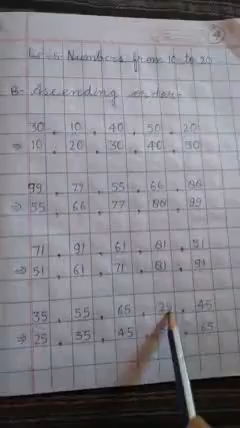 Numbers from 10 to
B- Ascending order
30, 10, 40, 50, 20
⇒ 10, 20, 30, 40, 50
99, 77, 55, 66, 88
⇒ 55, 66, 77, 88, 99
71, 91, 61, 81, 51
⇒ 51, 61, 71, 81, 91
35, 55, 65, 25, 45
⇒ 25, 35, 45, 65